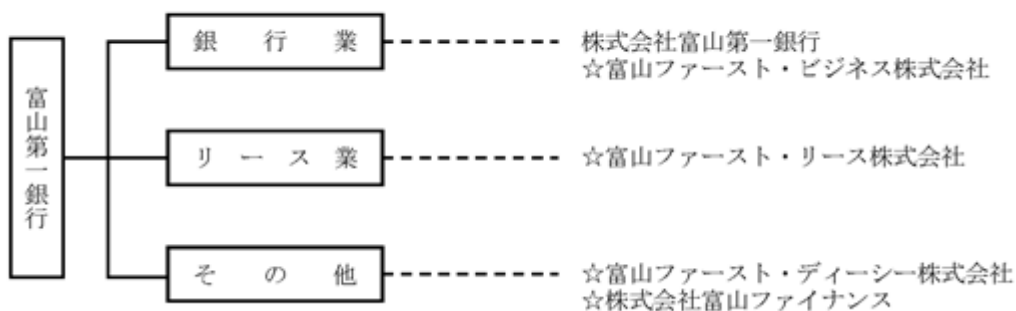 富山第一銀行
銀行業
株式会社富山第一銀行
☆富山ファースト・ビジネス株式会社
リース業
☆富山ファースト・リース株式会社
その他
☆富山ファースト・ディーシー株式会社
☆株式会社富山ファイナンス